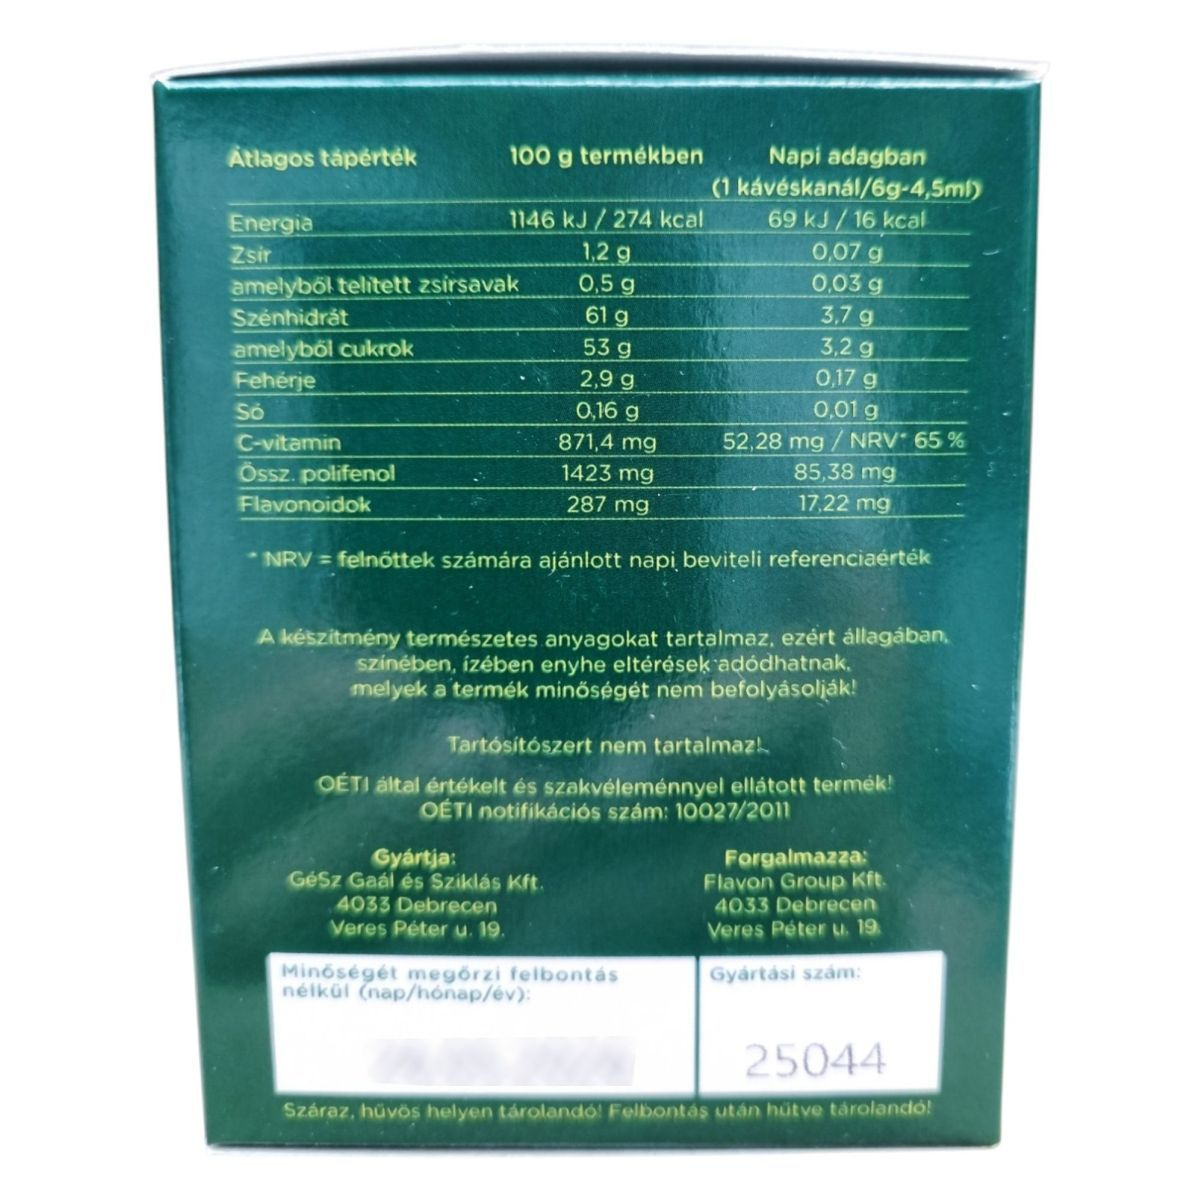 Átlagos tápérték 100 g termékben Napi adagban
(1 kávéskanál/6g-4,5ml)
Energia 1146 kJ / 274 kcal 69 kJ / 16 kcal
Zsír 1,2 g 0,07 g
amelyből telített zsírsavak 0,5 g 0,03 g
Szénhidrát 61 g 3,7 g
amelyből cukrok 53 g 3,2 g
Fehérje 2,9 g 0,17 g
Só 0,16 g 0,01 g
C-vitamin 871,4 mg 52,28 mg / NRV* 65 %
Össz. polifenol 1423 mg 85,38 mg
Flavonoidok 287 mg 17,22 mg
* NRV = felnőttek számára ajánlott napi beviteli referenciaérték
A készítmény természetes anyagokat tartalmaz, ezért állagában,
színében, ízében enyhe eltérések adódhatnak,
melyek a termék minőségét nem befolyásolják!
Tartósítószert nem tartalmaz!
OÉTI által értékelt és szakvéleménnyel ellátott termék!
OÉTI notifikációs szám: 10027/2011
Gyártja: Forgalmazza:
GéSz Gaál és Sziklás Kft. Flavon Group Kft.
4033 Debrecen 4033 Debrecen
Veres Péter u. 19. Veres Péter u. 19.
Minőségét megőrzi felbontás Gyártási szám:
nélkül (nap/hónap/év):
25044
Száraz, hűvös helyen tárolandó! Felbontás után hűtve tárolandó!